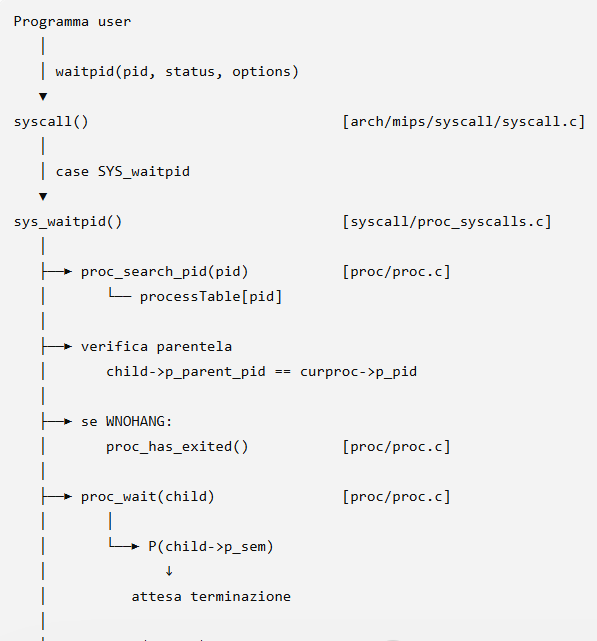 Programma user
waitpid(pid, status, options)
syscall() [arch/mips/syscall/syscall.c]
case SYS_waitpid
sys_waitpid() [syscall/proc_syscalls.c]
proc_search_pid(pid) [proc/proc.c]
processTable[pid]
verifica parentela
child->p_parent_pid == curproc->p_pid
se WNOHANG:
proc_has_exited() [proc/proc.c]
proc_wait(child) [proc/proc.c]
P(child->p_sem)
attesa terminazione